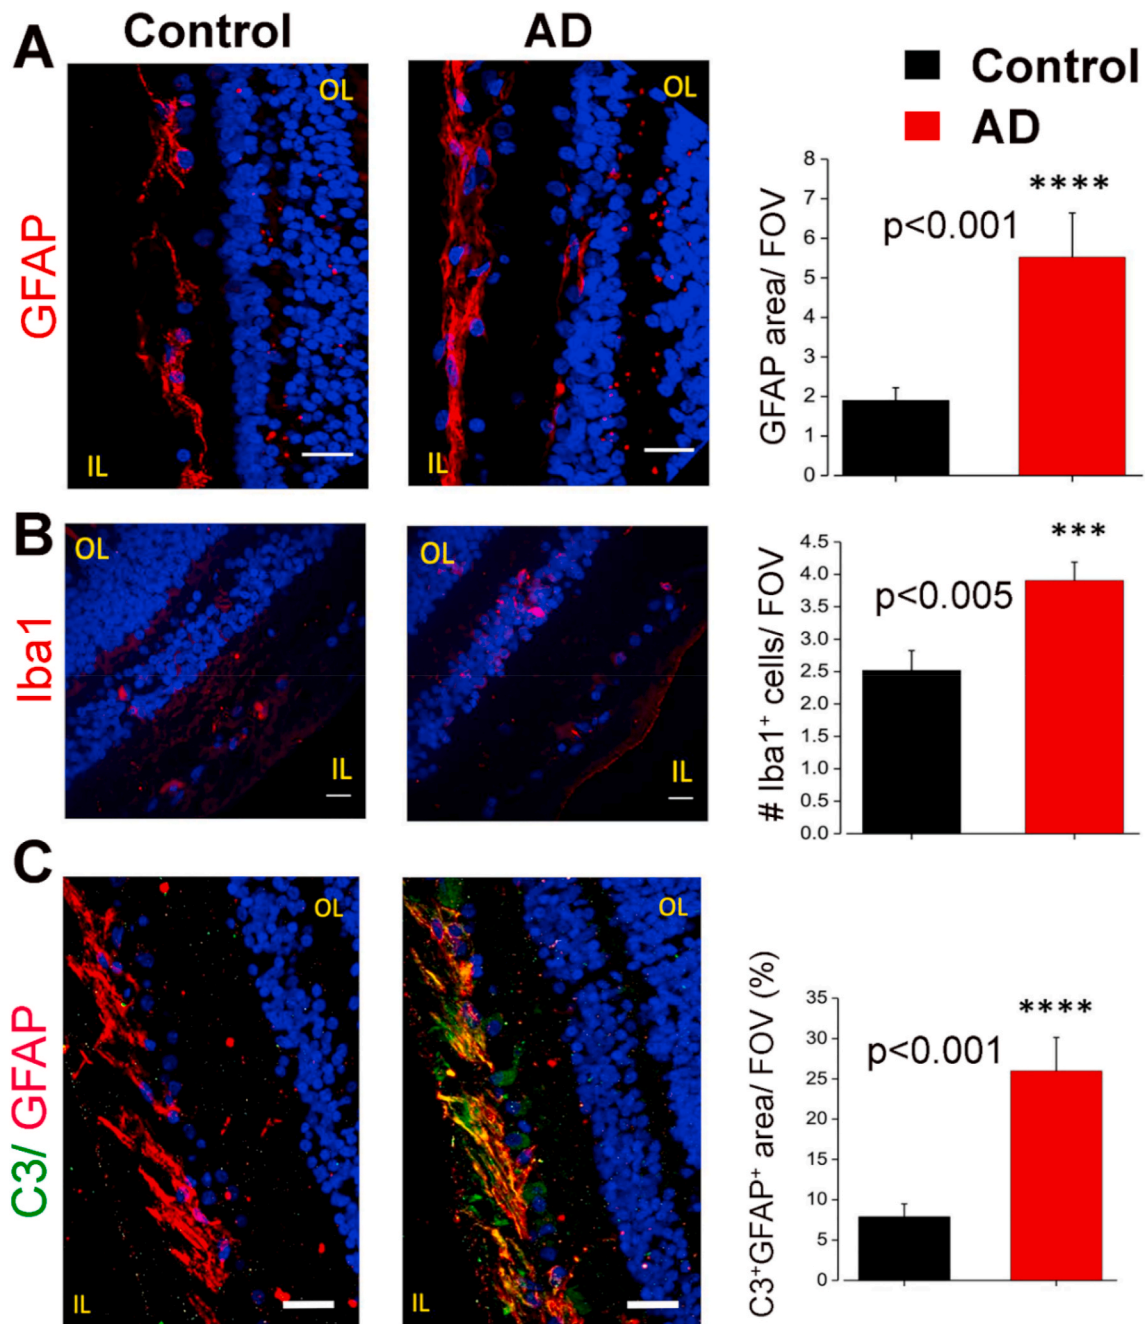 A
Control
AD
Control
AD
GFAP
OL
IL
OL
IL
GFAP area/ FOV
8
7
6
5
4
3
2
1
0
p<0.001
****
B
Iba1
OL
IL
OL
IL
# Iba1⁺ cells/ FOV
4.5
4.0
3.5
3.0
2.5
2.0
1.5
1.0
0.5
0.0
p<0.005
***
C
C3/ GFAP
OL
IL
OL
IL
C3⁺GFAP⁺ area/ FOV (%)
35
30
25
20
15
10
5
0
p<0.001
****